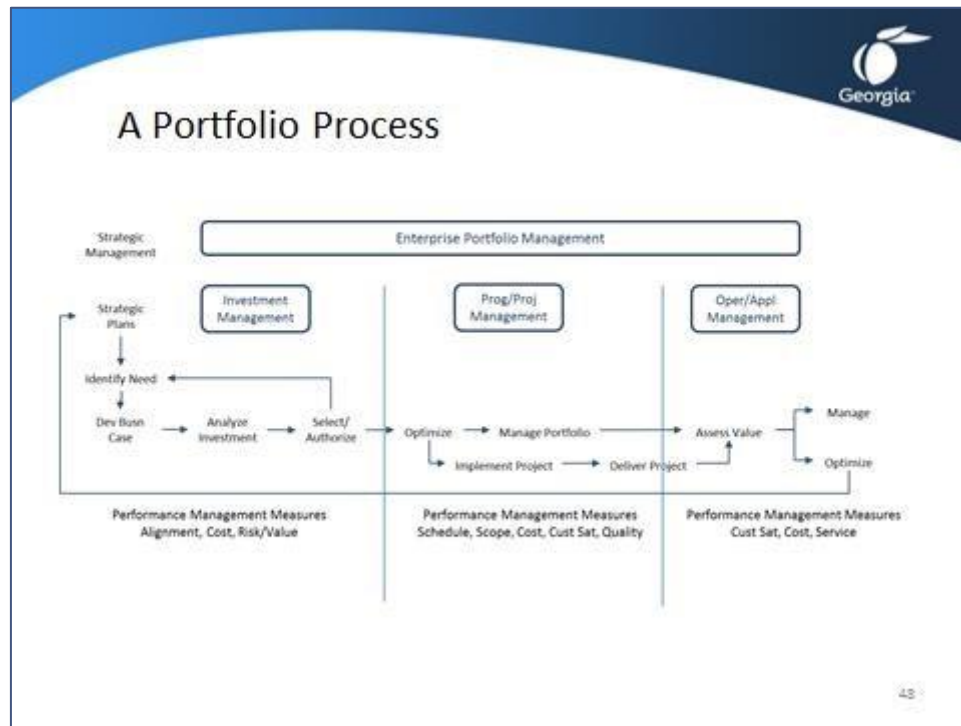 Georgia
A Portfolio Process
Strategic
Management
Enterprise Portfolio Management
Strategic
Plans
Investment
Management
Prog/Proj
Management
Oper/Appl
Management
Identify Need
Dev Busn
Case
Analyze
Investment
Select/
Authorize
Optimize
Manage Portfolio
Assess Value
Manage
Implement Project
Deliver Project
Optimize
Performance Management Measures
Alignment, Cost, Risk/Value
Performance Management Measures
Schedule, Scope, Cost, Cust Sat, Quality
Performance Management Measures
Cust Sat, Cost, Service
48